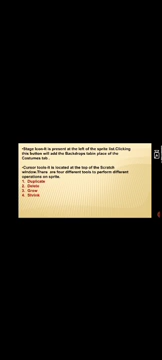 •Stage Icon-It is present at the left of the sprite list.Clicking
this button will add the Backdrops tabin place of the
Costumes tab .
•Cursor tools-It is located at the top of the Scratch
window.There are four different tools to perform different
operations on sprite.
1. Duplicate
2. Delete
3. Grow
4. Shrink